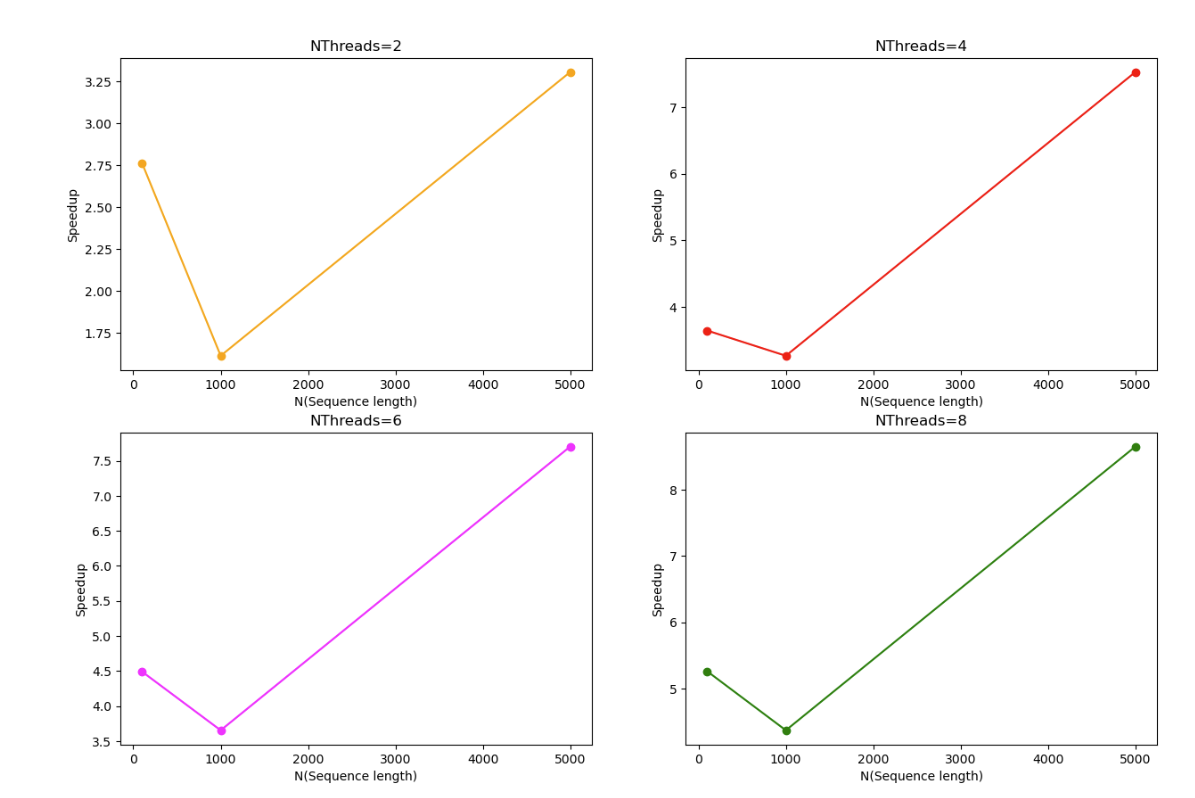 NThreads=2
3.25
3.00
2.75
2.50
2.25
2.00
1.75
Speedup
0 1000 2000 3000 4000 5000
N(Sequence length)
NThreads=4
7
6
5
4
Speedup
0 1000 2000 3000 4000 5000
N(Sequence length)
NThreads=6
7.5
7.0
6.5
6.0
5.5
5.0
4.5
4.0
3.5
Speedup
0 1000 2000 3000 4000 5000
N(Sequence length)
NThreads=8
8
7
6
5
Speedup
0 1000 2000 3000 4000 5000
N(Sequence length)